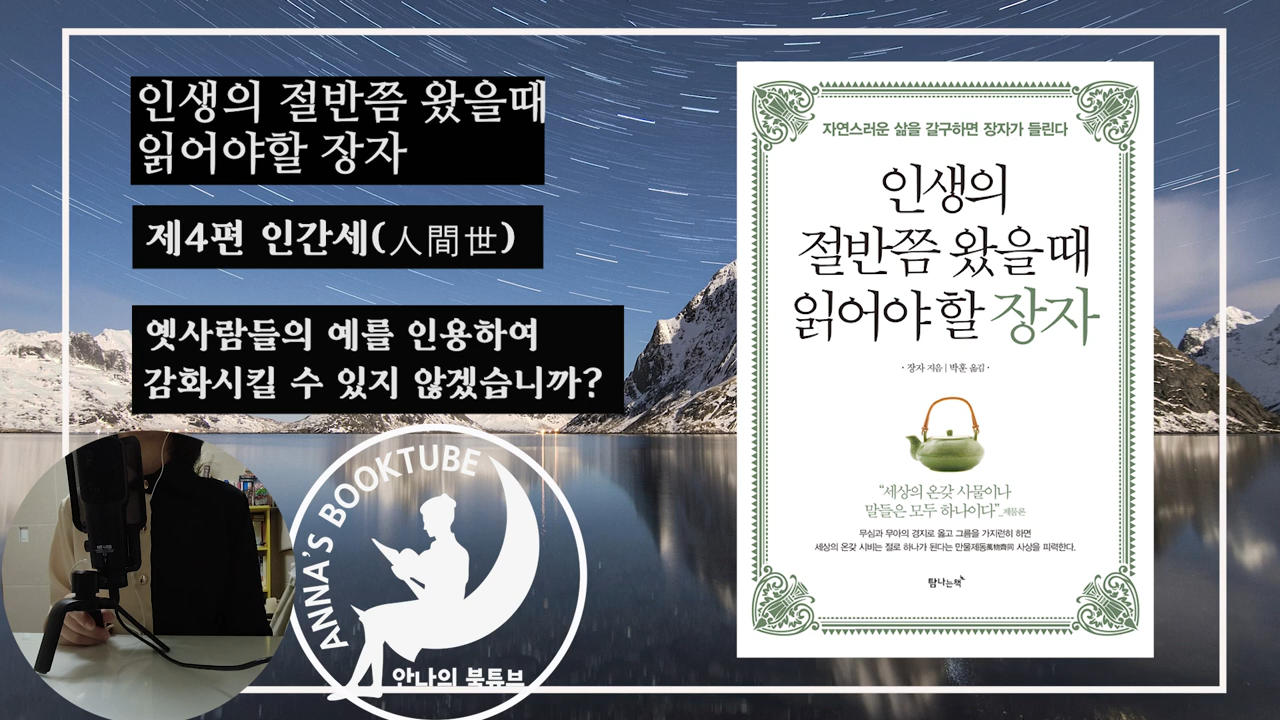 인생의 절반쯤 왔을때
읽어야할 장자
제4편 인간세(人間世)
옛사람들의 예를 인용하여
감화시킬 수 있지 않겠습니까?
ANNA'S BOOKTUBE
안나의 북튜브
자연스러운 삶을 갈구하면 장자가 들린다
인생의
절반쯤 왔을 때
읽어야 할 장자
· 장자 지음 | 박훈 옮김 ·
“세상의 온갖 사물이나
말들은 모두 하나이다”_제물론
무심과 무아의 경지로 옳고 그름을 가지런히 하면
세상의 온갖 시비는 절로 하나가 된다는 만물제동萬物齊同 사상을 피력한다.
탐나는책